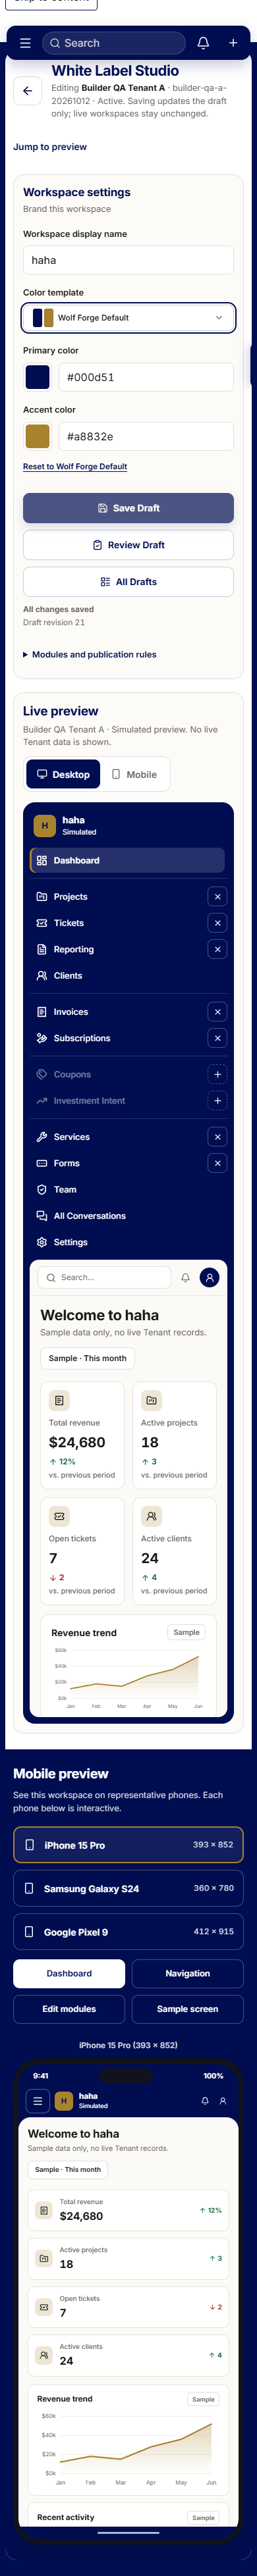 Skip to content
Search
White Label Studio
Editing Builder QA Tenant A · builder-qa-a-
20261012 · Active. Saving updates the draft
only; live workspaces stay unchanged.
Jump to preview
Workspace settings
Brand this workspace
Workspace display name
haha
Color template
Wolf Forge Default
Primary color
#000d51
Accent color
#a8832e
Reset to Wolf Forge Default
Save Draft
Review Draft
All Drafts
All changes saved
Draft revision 21
Modules and publication rules
Live preview
Builder QA Tenant A · Simulated preview. No live
Tenant data is shown.
Desktop
Mobile
H
haha
Simulated
Dashboard
Projects
Tickets
Reporting
Clients
Invoices
Subscriptions
Coupons
Investment Intent
Services
Forms
Team
All Conversations
Settings
Search...
Welcome to haha
Sample data only, no live Tenant records.
Sample · This month
Total revenue
$24,680
↑ 12%
vs. previous period
Active projects
18
↑ 3
vs. previous period
Open tickets
7
↓ 2
vs. previous period
Active clients
24
↑ 4
vs. previous period
Revenue trend
Sample
$60k
$40k
$20k
$0k
Jan Feb Mar Apr May Jun
Mobile preview
See this workspace on representative phones. Each
phone below is interactive.
iPhone 15 Pro
393 × 852
Samsung Galaxy S24
360 × 780
Google Pixel 9
412 × 915
Dashboard
Navigation
Edit modules
Sample screen
iPhone 15 Pro (393 × 852)
9:41
100%
H
haha
Simulated
Welcome to haha
Sample data only, no live Tenant records.
Sample · This month
Total revenue
$24,680
↑ 12%
Active projects
18
↑ 3
Open tickets
7
↓ 2
Active clients
24
↑ 4
Revenue trend
Sample
$60k
$40k
$20k
$0k
Jan Feb Mar Apr May Jun
Recent activity
Sample